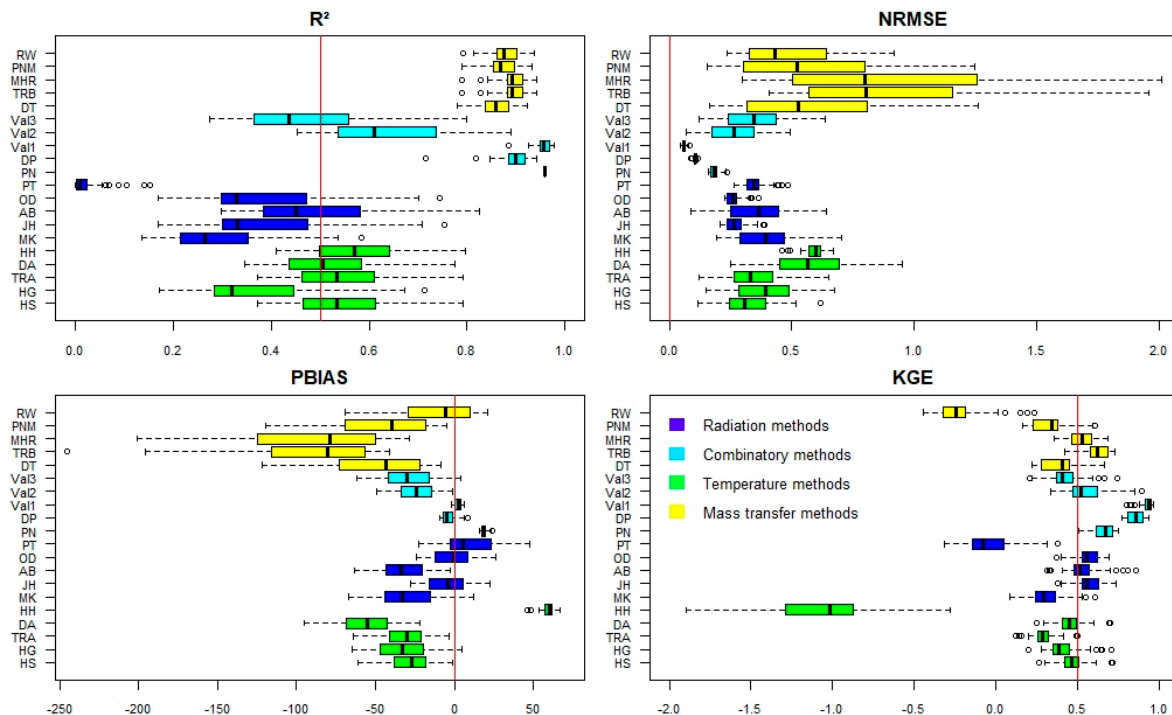 R²
RW
PNM
MHR
TRB
DT
Val3
Val2
Val1
DP
PN
PT
OD
AB
JH
MK
HH
DA
TRA
HG
HS
0.0 0.2 0.4 0.6 0.8 1.0
NRMSE
RW
PNM
MHR
TRB
DT
Val3
Val2
Val1
DP
PN
PT
OD
AB
JH
MK
HH
DA
TRA
HG
HS
0.0 0.5 1.0 1.5 2.0
PBIAS
RW
PNM
MHR
TRB
DT
Val3
Val2
Val1
DP
PN
PT
OD
AB
JH
MK
HH
DA
TRA
HG
HS
-250 -200 -150 -100 -50 0 50
KGE
RW
PNM
MHR
TRB
DT
Val3
Val2
Val1
DP
PN
PT
OD
AB
JH
MK
HH
DA
TRA
HG
HS
Radiation methods
Combinatory methods
Temperature methods
Mass transfer methods
-2.0 -1.5 -1.0 -0.5 0.0 0.5 1.0